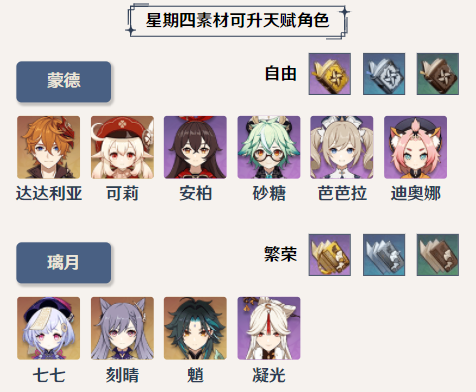 星期四素材可升天赋角色
蒙德
自由
达达利亚 可莉 安柏 砂糖 芭芭拉 迪奥娜
璃月
繁荣
七七 刻晴 魈 凝光